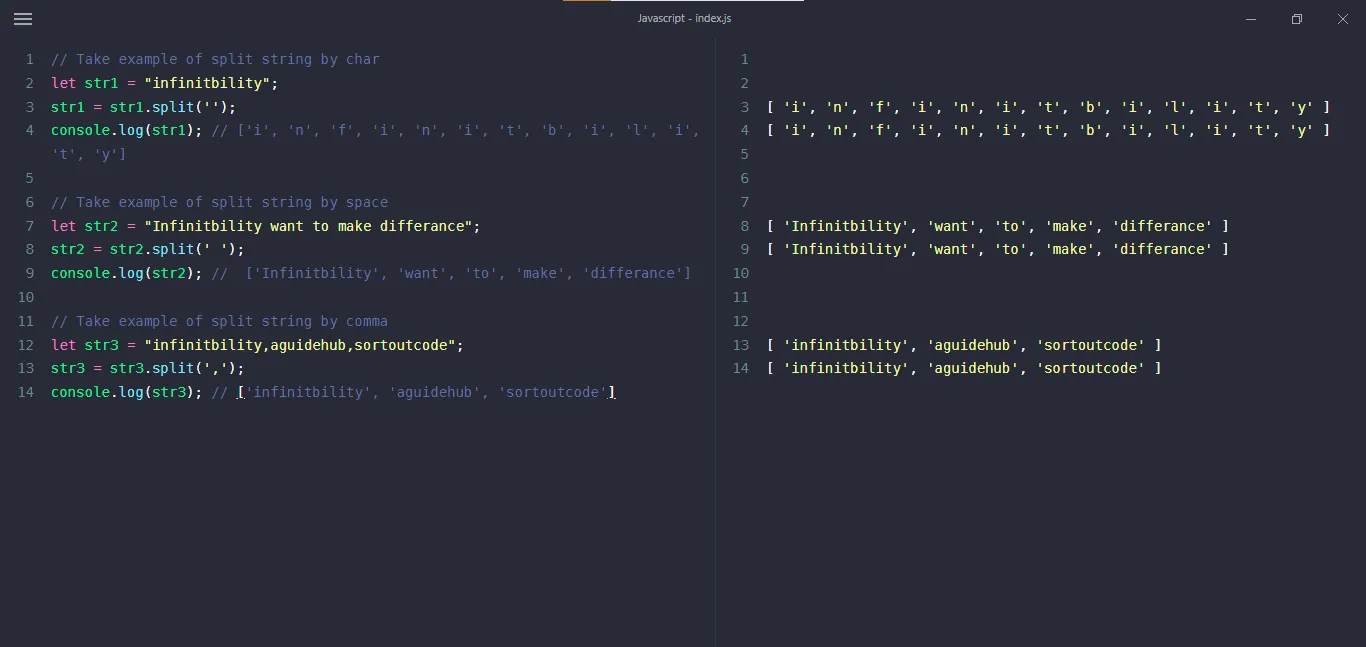 Javascript - index.js
1 // Take example of split string by char
2 let str1 = "infinitbility";
3 str1 = str1.split('');
4 console.log(str1); // ['i', 'n', 'f', 'i', 'n', 'i', 't', 'b', 'i', 'l', 'i',
't', 'y']
5
6 // Take example of split string by space
7 let str2 = "Infinitbility want to make differance";
8 str2 = str2.split(' ');
9 console.log(str2); //  ['Infinitbility', 'want', 'to', 'make', 'differance']
10
11 // Take example of split string by comma
12 let str3 = "infinitbility,aguidehub,sortoutcode";
13 str3 = str3.split(',');
14 console.log(str3); // ['infinitbility', 'aguidehub', 'sortoutcode']
1
2
3 [ 'i', 'n', 'f', 'i', 'n', 'i', 't', 'b', 'i', 'l', 'i', 't', 'y' ]
4 [ 'i', 'n', 'f', 'i', 'n', 'i', 't', 'b', 'i', 'l', 'i', 't', 'y' ]
5
6
7
8 [ 'Infinitbility', 'want', 'to', 'make', 'differance' ]
9 [ 'Infinitbility', 'want', 'to', 'make', 'differance' ]
10
11
12
13 [ 'infinitbility', 'aguidehub', 'sortoutcode' ]
14 [ 'infinitbility', 'aguidehub', 'sortoutcode' ]